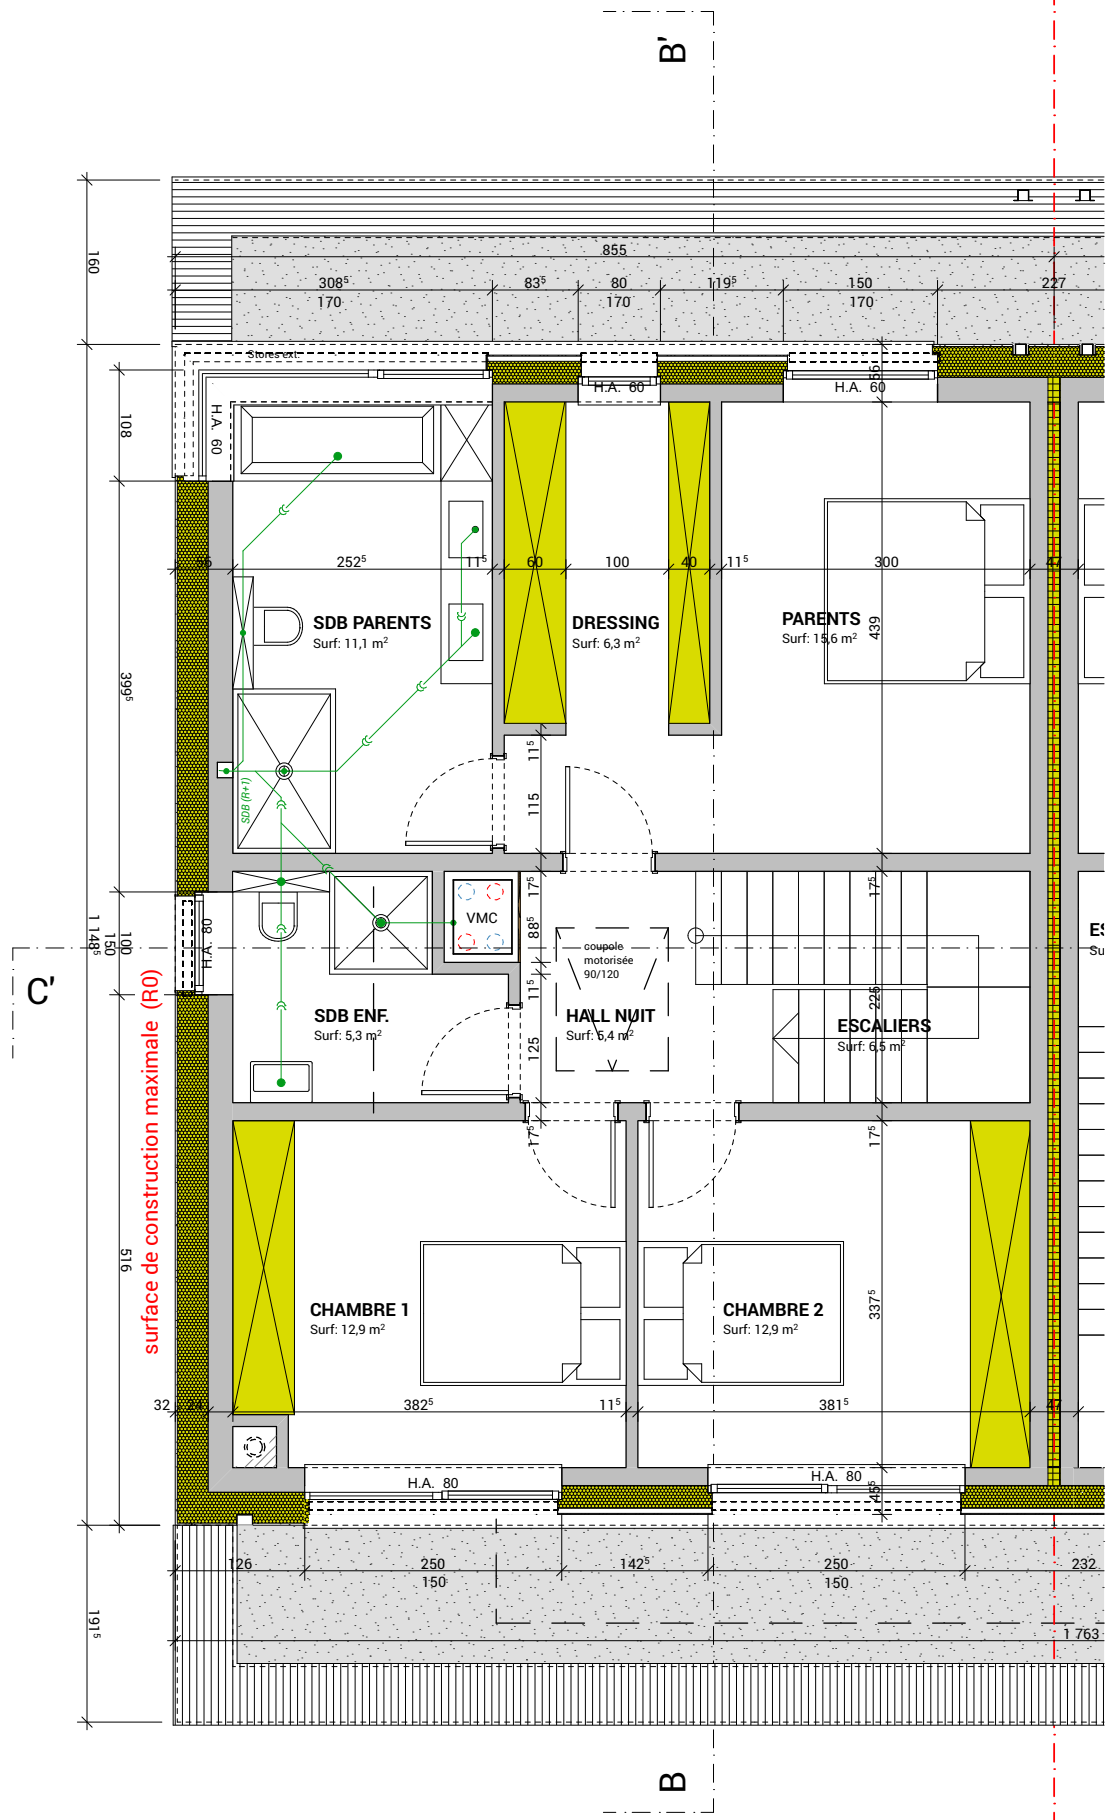 B'
160
855
308⁵
83⁵
80
119⁵
150
227
170
170
170
Stores ext.
56
H.A. 60
H.A. 60
H.A. 60
108
56
252⁵
11⁵
60
100
40
11⁵
300
47
SDB PARENTS
Surf: 11,1 m²
DRESSING
Surf: 6,3 m²
PARENTS
Surf: 15,6 m²
439
399⁵
11⁵
115
SDB (R+1)
17⁵
17⁵
88⁵
VMC
H.A. 80
100
150
1 148⁵
coupole
motorisée
90/120
ES
Su
C'
11⁵
225
SDB ENF.
Surf: 5,3 m²
HALL NUIT
Surf: 5,4 m²
ESCALIERS
Surf: 6,5 m²
125
17⁵
17⁵
surface de construction maximale (R0)
516
CHAMBRE 1
Surf: 12,9 m²
CHAMBRE 2
Surf: 12,9 m²
337⁵
32
24
382⁵
11⁵
381⁵
47
H.A. 80
H.A. 80
45⁵
126
250
142⁵
250
232
150
150
191⁵
1 763
B